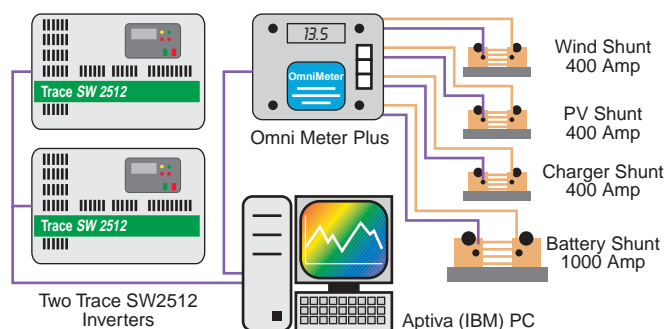 13.5
OmniMeter
Wind Shunt
400 Amp
Trace SW 2512
PV Shunt
400 Amp
Omni Meter Plus
Charger Shunt
400 Amp
Trace SW 2512
Battery Shunt
1000 Amp
Two Trace SW2512
Inverters
Aptiva (IBM) PC